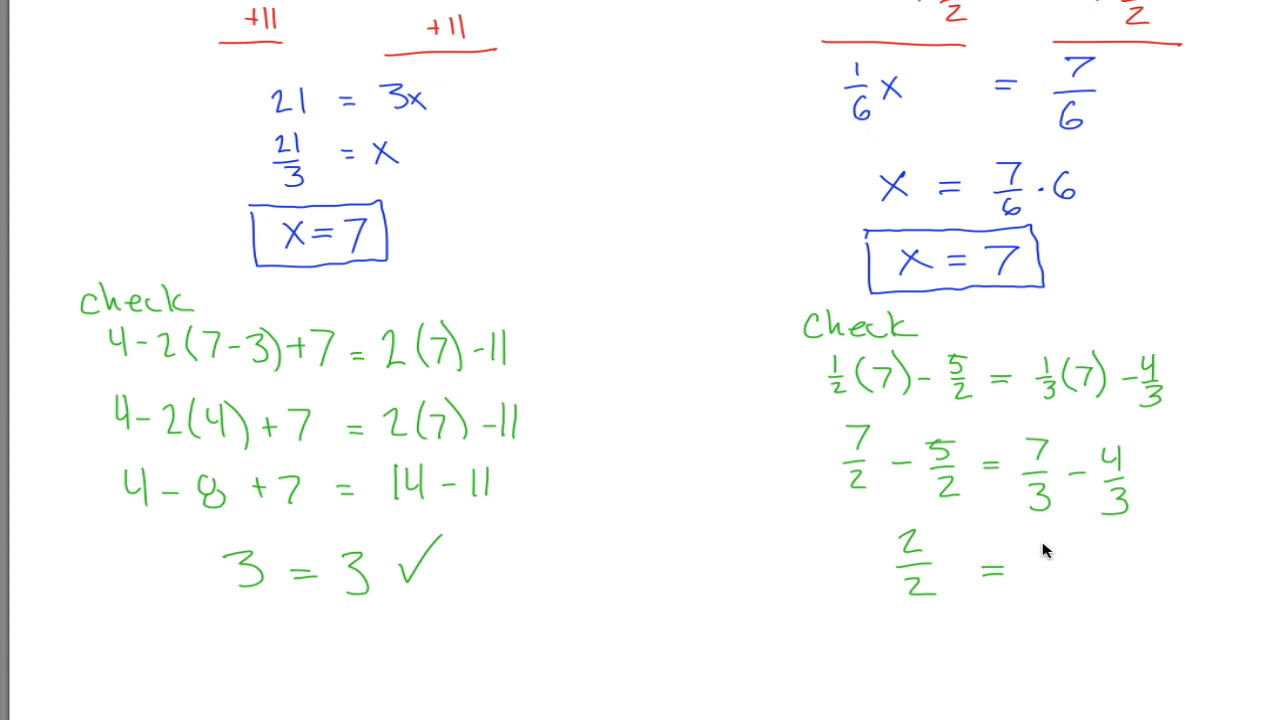 +11 +11
21 = 3x
21/3 = x
x = 7
check
4 - 2(7 - 3) + 7 = 2(7) - 11
4 - 2(4) + 7 = 2(7) - 11
4 - 8 + 7 = 14 - 11
3 = 3 ✓
2 2
1/6 x = 7/6
x = 7/6 · 6
x = 7
check
1/2 (7) - 5/2 = 1/3 (7) - 4/3
7/2 - 5/2 = 7/3 - 4/3
2/2 =